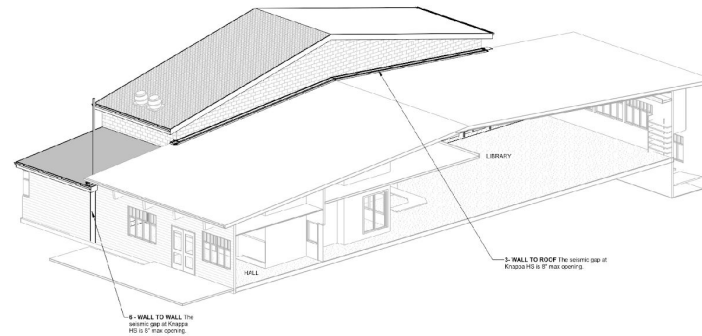 LIBRARY
3- WALL TO ROOF The seismic gap at
Knappa HS is 8" max opening.
HALL
6 - WALL TO WALL The
seismic gap at Knappa
HS is 8" max opening.